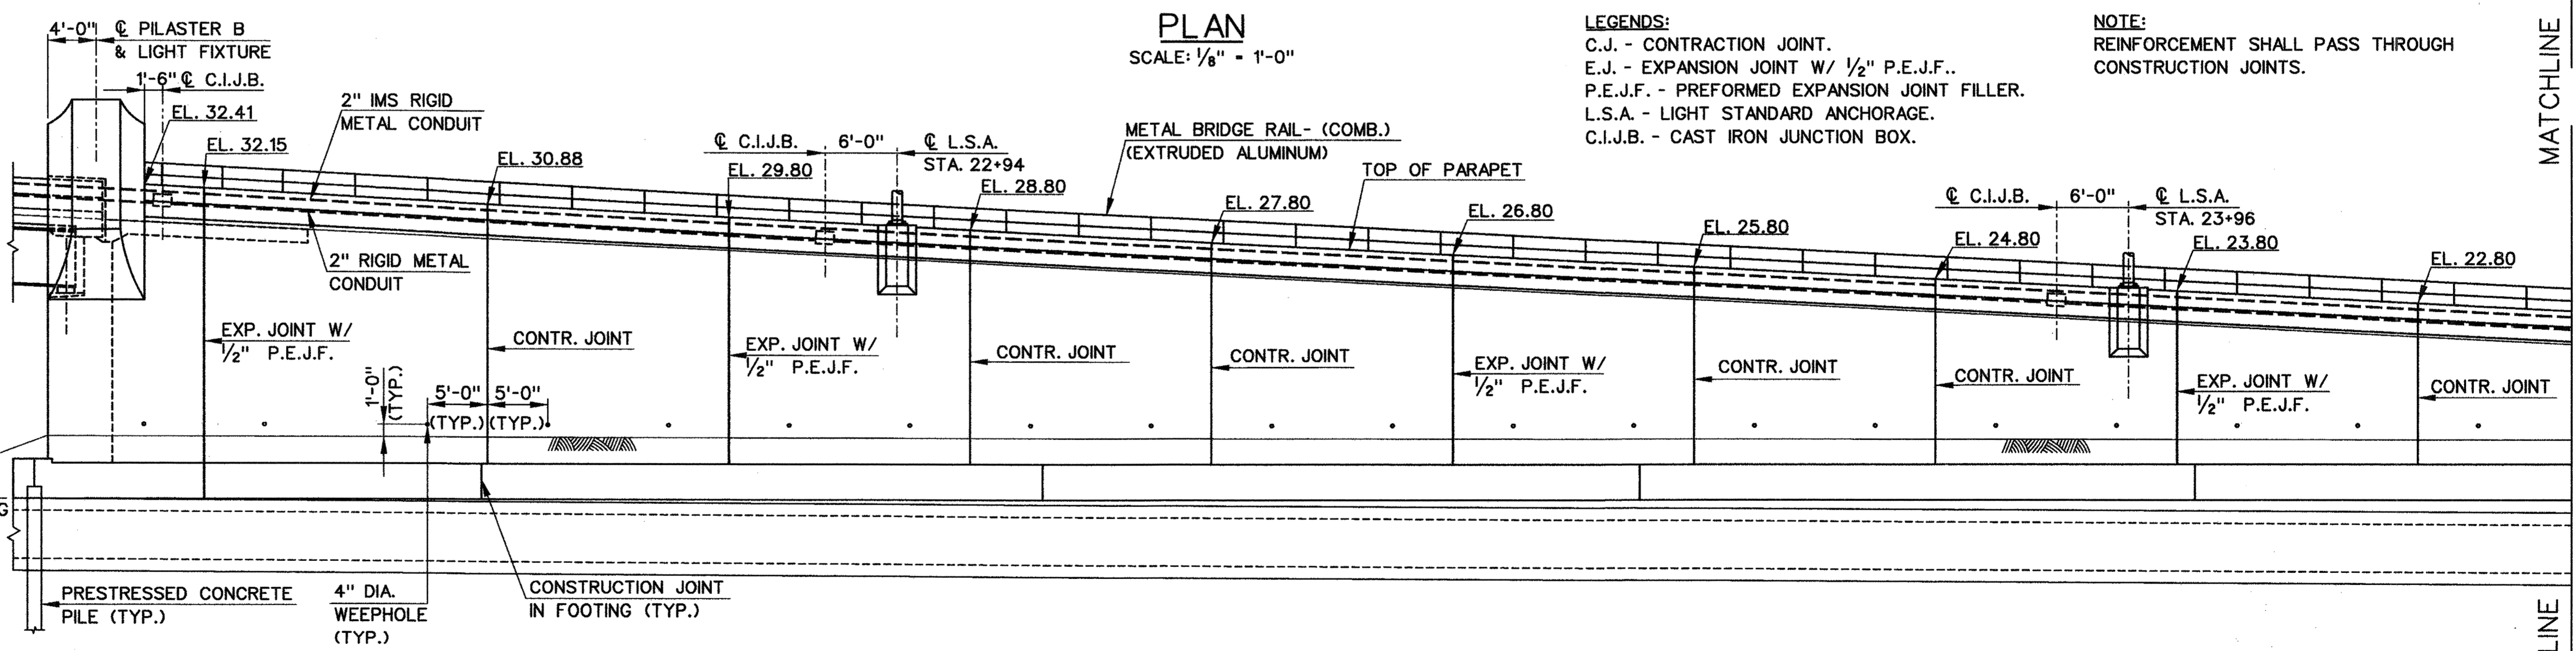 PLAN
SCALE: 1/8" = 1'-0"
LEGENDS:
C.J. - CONTRACTION JOINT.
E.J. - EXPANSION JOINT W/ 1/2" P.E.J.F..
P.E.J.F. - PREFORMED EXPANSION JOINT FILLER.
L.S.A. - LIGHT STANDARD ANCHORAGE.
C.I.J.B. - CAST IRON JUNCTION BOX.
NOTE:
REINFORCEMENT SHALL PASS THROUGH
CONSTRUCTION JOINTS.
MATCHLINE
4'-0"
℄ PILASTER B
& LIGHT FIXTURE
1'-6"
℄ C.I.J.B.
EL. 32.41
EL. 32.15
2" IMS RIGID
METAL CONDUIT
EL. 30.88
℄ C.I.J.B.
6'-0"
℄ L.S.A.
STA. 22+94
EL. 29.80
EL. 28.80
METAL BRIDGE RAIL- (COMB.)
(EXTRUDED ALUMINUM)
TOP OF PARAPET
EL. 27.80
EL. 26.80
EL. 25.80
℄ C.I.J.B.
6'-0"
℄ L.S.A.
STA. 23+96
EL. 24.80
EL. 23.80
EL. 22.80
2" RIGID METAL
CONDUIT
EXP. JOINT W/
1/2" P.E.J.F.
CONTR. JOINT
EXP. JOINT W/
1/2" P.E.J.F.
CONTR. JOINT
CONTR. JOINT
EXP. JOINT W/
1/2" P.E.J.F.
CONTR. JOINT
CONTR. JOINT
EXP. JOINT W/
1/2" P.E.J.F.
CONTR. JOINT
1'-0"
(TYP.)
5'-0"
(TYP.)
5'-0"
(TYP.)
G
PRESTRESSED CONCRETE
PILE (TYP.)
4" DIA.
WEEPHOLE
(TYP.)
CONSTRUCTION JOINT
IN FOOTING (TYP.)
LINE